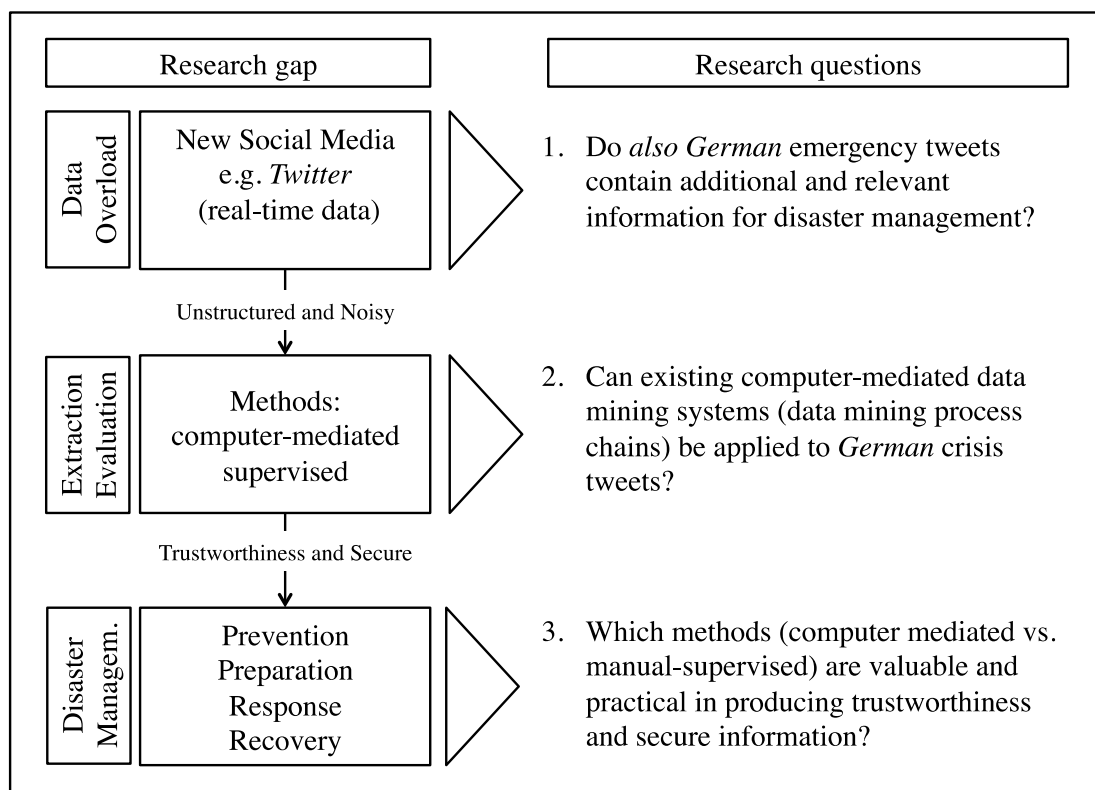 Research gap
Research questions
Data
Overload
New Social Media
e.g. Twitter
(real-time data)
1. Do also German emergency tweets
contain additional and relevant
information for disaster management?
Unstructured and Noisy
Extraction
Evaluation
Methods:
computer-mediated
supervised
2. Can existing computer-mediated data
mining systems (data mining process
chains) be applied to German crisis
tweets?
Trustworthiness and Secure
Disaster
Managem.
Prevention
Preparation
Response
Recovery
3. Which methods (computer mediated vs.
manual-supervised) are valuable and
practical in producing trustworthiness
and secure information?